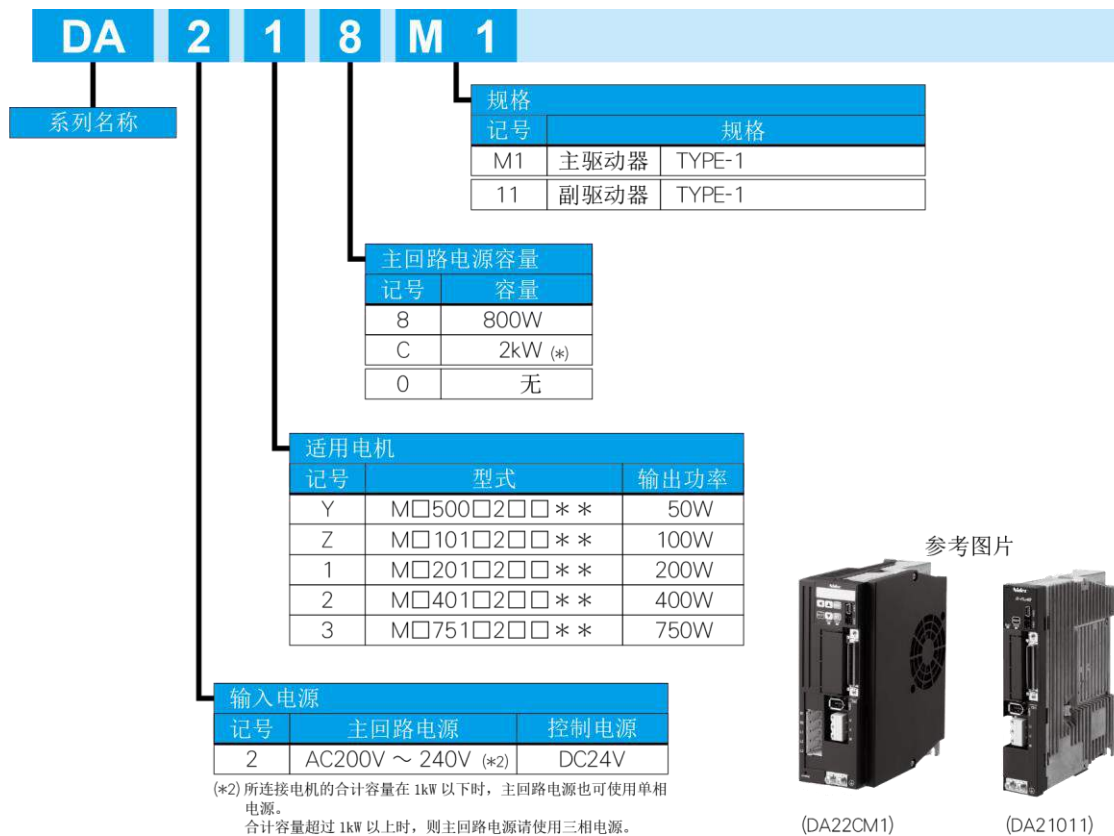 DA 2 1 8 M 1
系列名称
规格
记号 规格
M1 主驱动器 TYPE-1
11 副驱动器 TYPE-1
主回路电源容量
记号 容量
8 800W
C 2kW (*)
0 无
适用电机
记号 型式 输出功率
Y M□500□2□□** 50W
Z M□101□2□□** 100W
1 M□201□2□□** 200W
2 M□401□2□□** 400W
3 M□751□2□□** 750W
输入电源
记号 主回路电源 控制电源
2 AC200V ～ 240V (*2) DC24V
(*2) 所连接电机的合计容量在 1kW 以下时，主回路电源也可使用单相
电源。
合计容量超过 1kW 以上时，则主回路电源请使用三相电源。
参考图片
(DA22CM1)
(DA21011)